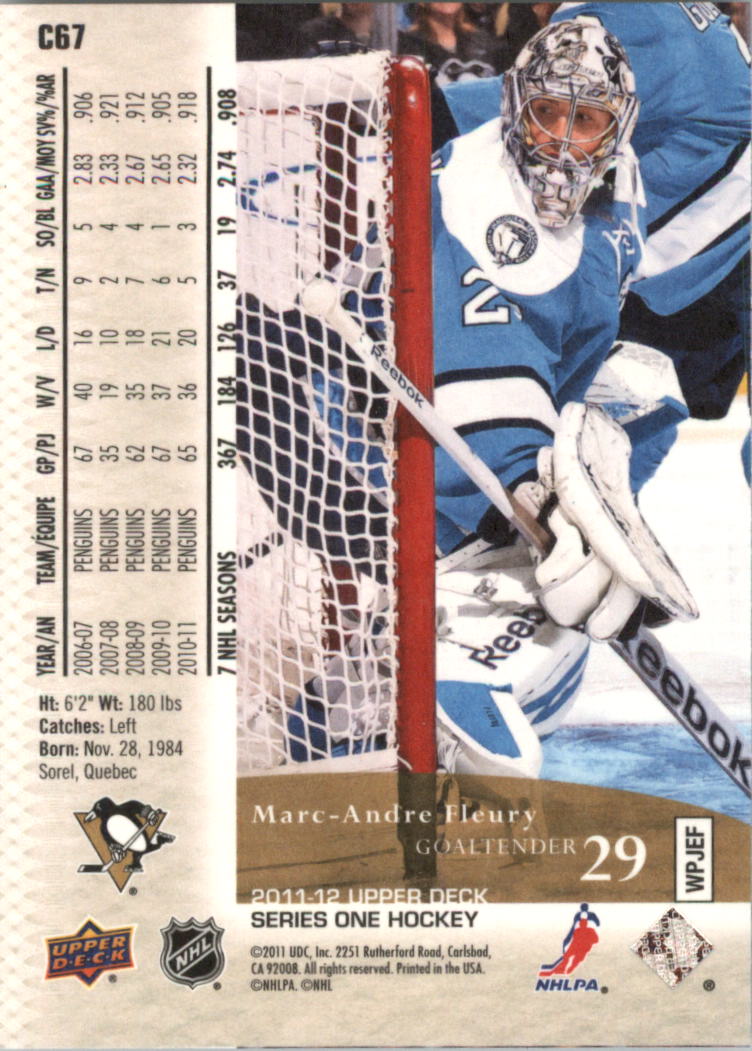 C67
YEAR/AN TEAM/ÉQUIPE GP/PJ W/V L/D T/N SO/BL GAA/MOY SV%/%AR
2006-07 PENGUINS 67 40 16 9 5 2.83 .906
2007-08 PENGUINS 35 19 10 2 4 2.33 .921
2008-09 PENGUINS 62 35 18 7 4 2.67 .912
2009-10 PENGUINS 67 37 21 6 1 2.65 .905
2010-11 PENGUINS 65 36 20 5 3 2.32 .918
7 NHL SEASONS 367 184 126 37 19 2.74 .908
Ht: 6'2" Wt: 180 lbs
Catches: Left
Born: Nov. 28, 1984
Sorel, Quebec
Reebok
Reebok
Reebok
Marc-Andre Fleury
GOALTENDER 29
WPJEF
2011-12 UPPER DECK
SERIES ONE HOCKEY
UPPER
D·E·C·K
NHL
©2011 UDC, Inc. 2251 Rutherford Road, Carlsbad,
CA 92008. All rights reserved. Printed in the USA.
©NHLPA. ©NHL
NHLPA®